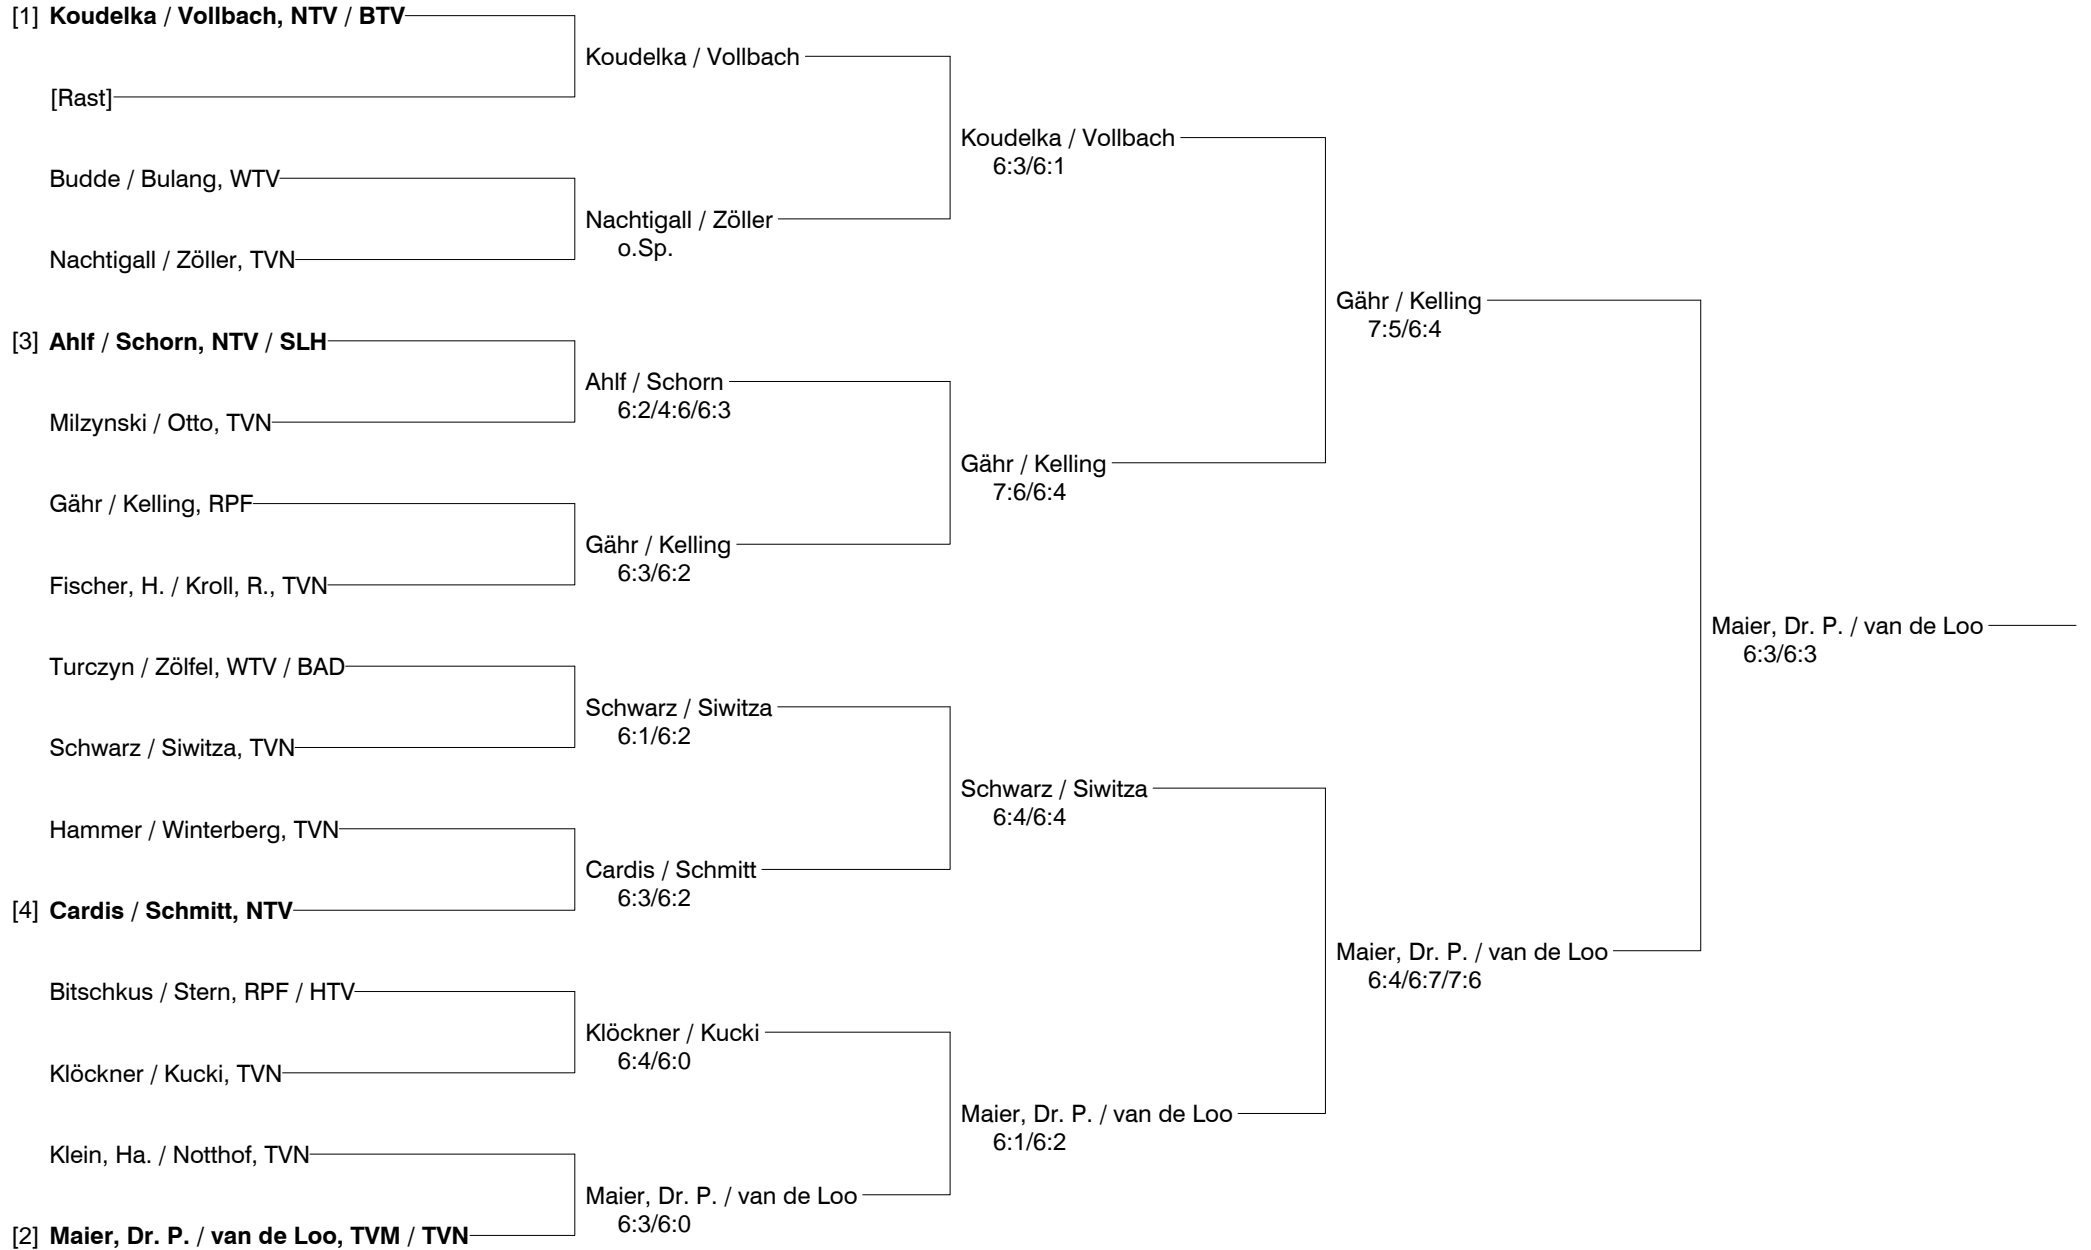 [1] Koudelka / Vollbach, NTV / BTV
[Rast]
Budde / Bulang, WTV
Nachtigall / Zöller, TVN
[3] Ahlf / Schorn, NTV / SLH
Milzynski / Otto, TVN
Gähr / Kelling, RPF
Fischer, H. / Kroll, R., TVN
Turczyn / Zölfel, WTV / BAD
Schwarz / Siwitza, TVN
Hammer / Winterberg, TVN
[4] Cardis / Schmitt, NTV
Bitschkus / Stern, RPF / HTV
Klöckner / Kucki, TVN
Klein, Ha. / Notthof, TVN
[2] Maier, Dr. P. / van de Loo, TVM / TVN
Koudelka / Vollbach
Nachtigall / Zöller
o.Sp.
Ahlf / Schorn
6:2/4:6/6:3
Gähr / Kelling
6:3/6:2
Schwarz / Siwitza
6:1/6:2
Cardis / Schmitt
6:3/6:2
Klöckner / Kucki
6:4/6:0
Maier, Dr. P. / van de Loo
6:3/6:0
Koudelka / Vollbach
6:3/6:1
Gähr / Kelling
7:6/6:4
Schwarz / Siwitza
6:4/6:4
Maier, Dr. P. / van de Loo
6:1/6:2
Gähr / Kelling
7:5/6:4
Maier, Dr. P. / van de Loo
6:4/6:7/7:6
Maier, Dr. P. / van de Loo
6:3/6:3